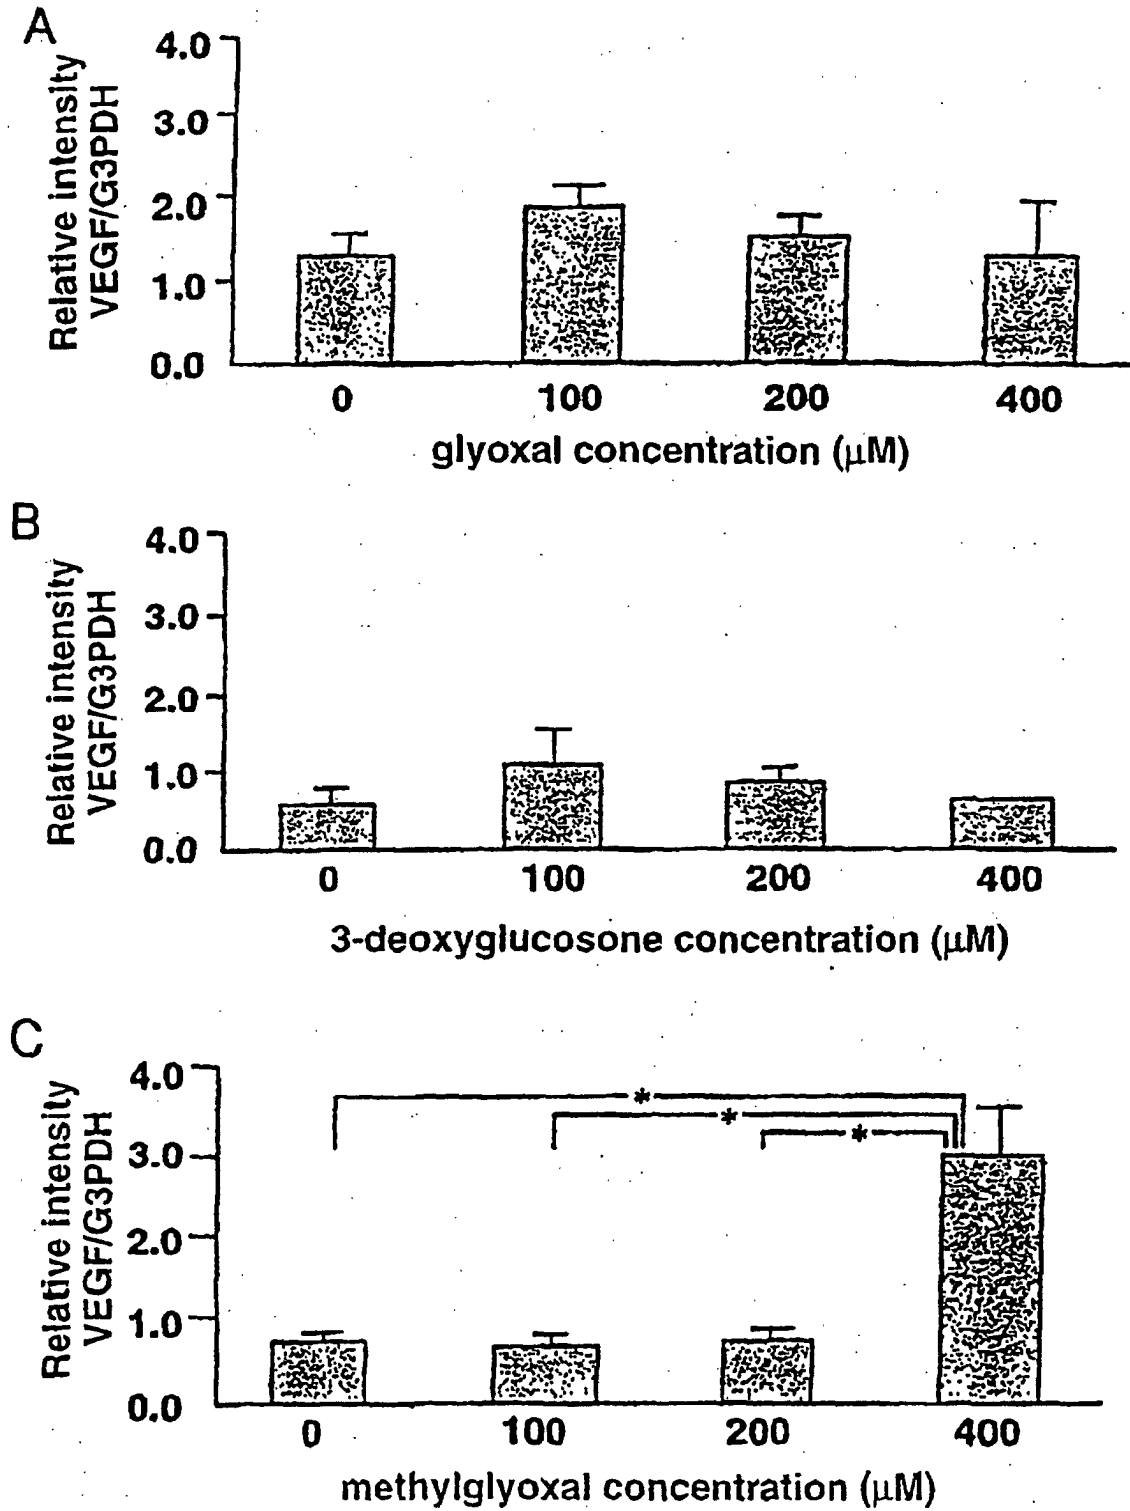 A
Relative intensity
VEGF/G3PDH
4.0
3.0
2.0
1.0
0.0
0 100 200 400
glyoxal concentration (μM)
B
Relative intensity
VEGF/G3PDH
4.0
3.0
2.0
1.0
0.0
0 100 200 400
3-deoxyglucosone concentration (μM)
C
Relative intensity
VEGF/G3PDH
4.0
3.0
2.0
1.0
0.0
*
*
*
0 100 200 400
methylglyoxal concentration (μM)